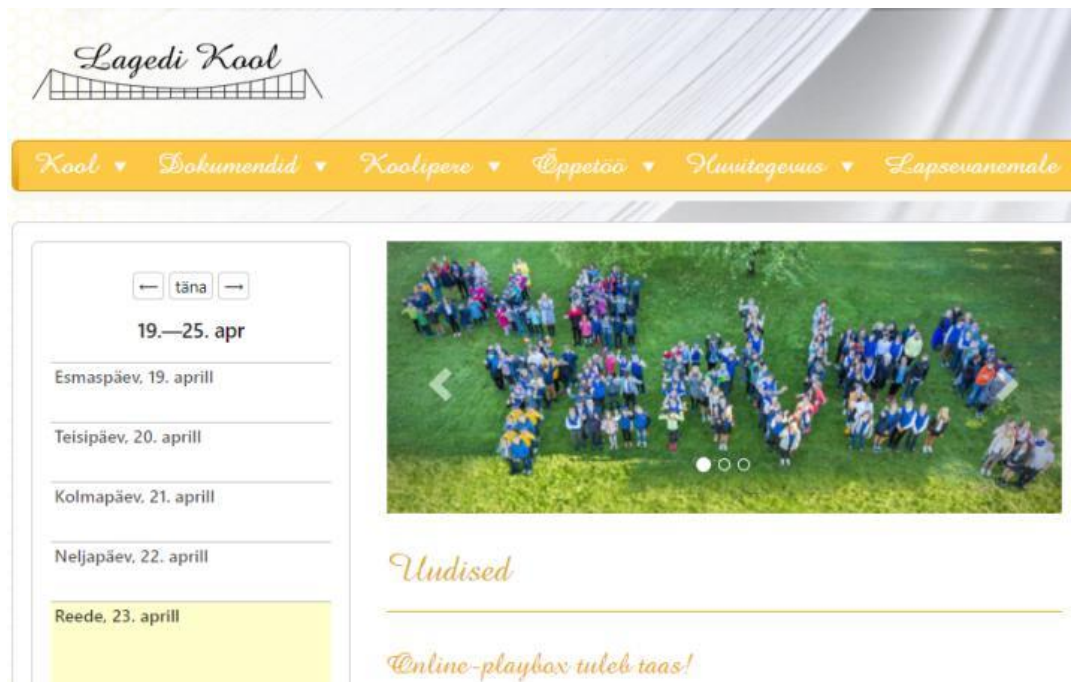 Lagedi Kool
Kool ▼ Dokumendid ▼ Koolipere ▼ Õppetöö ▼ Huvitegevus ▼ Lapsevanemale
← täna →
19.—25. apr
Esmaspäev, 19. aprill
Teisipäev, 20. aprill
Kolmapäev, 21. aprill
Neljapäev, 22. aprill
Reede, 23. aprill
Uudised
Online-playbox tuleb taas!